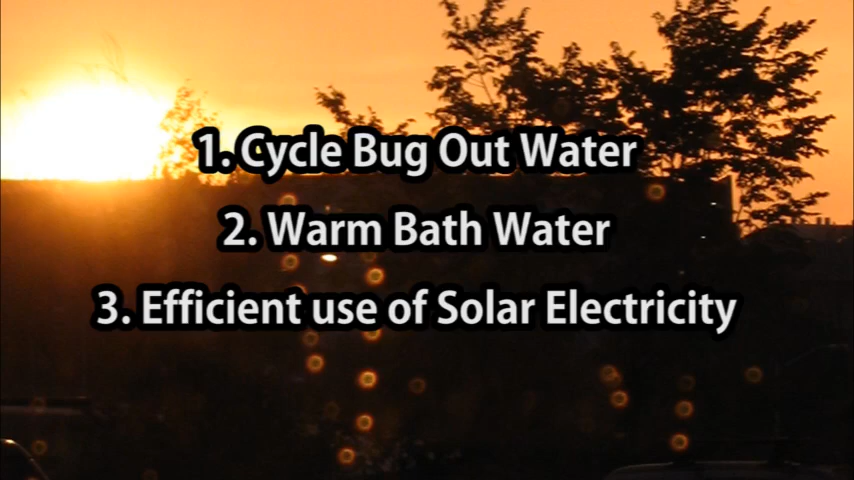 1. Cycle Bug Out Water
2. Warm Bath Water
3. Efficient use of Solar Electricity